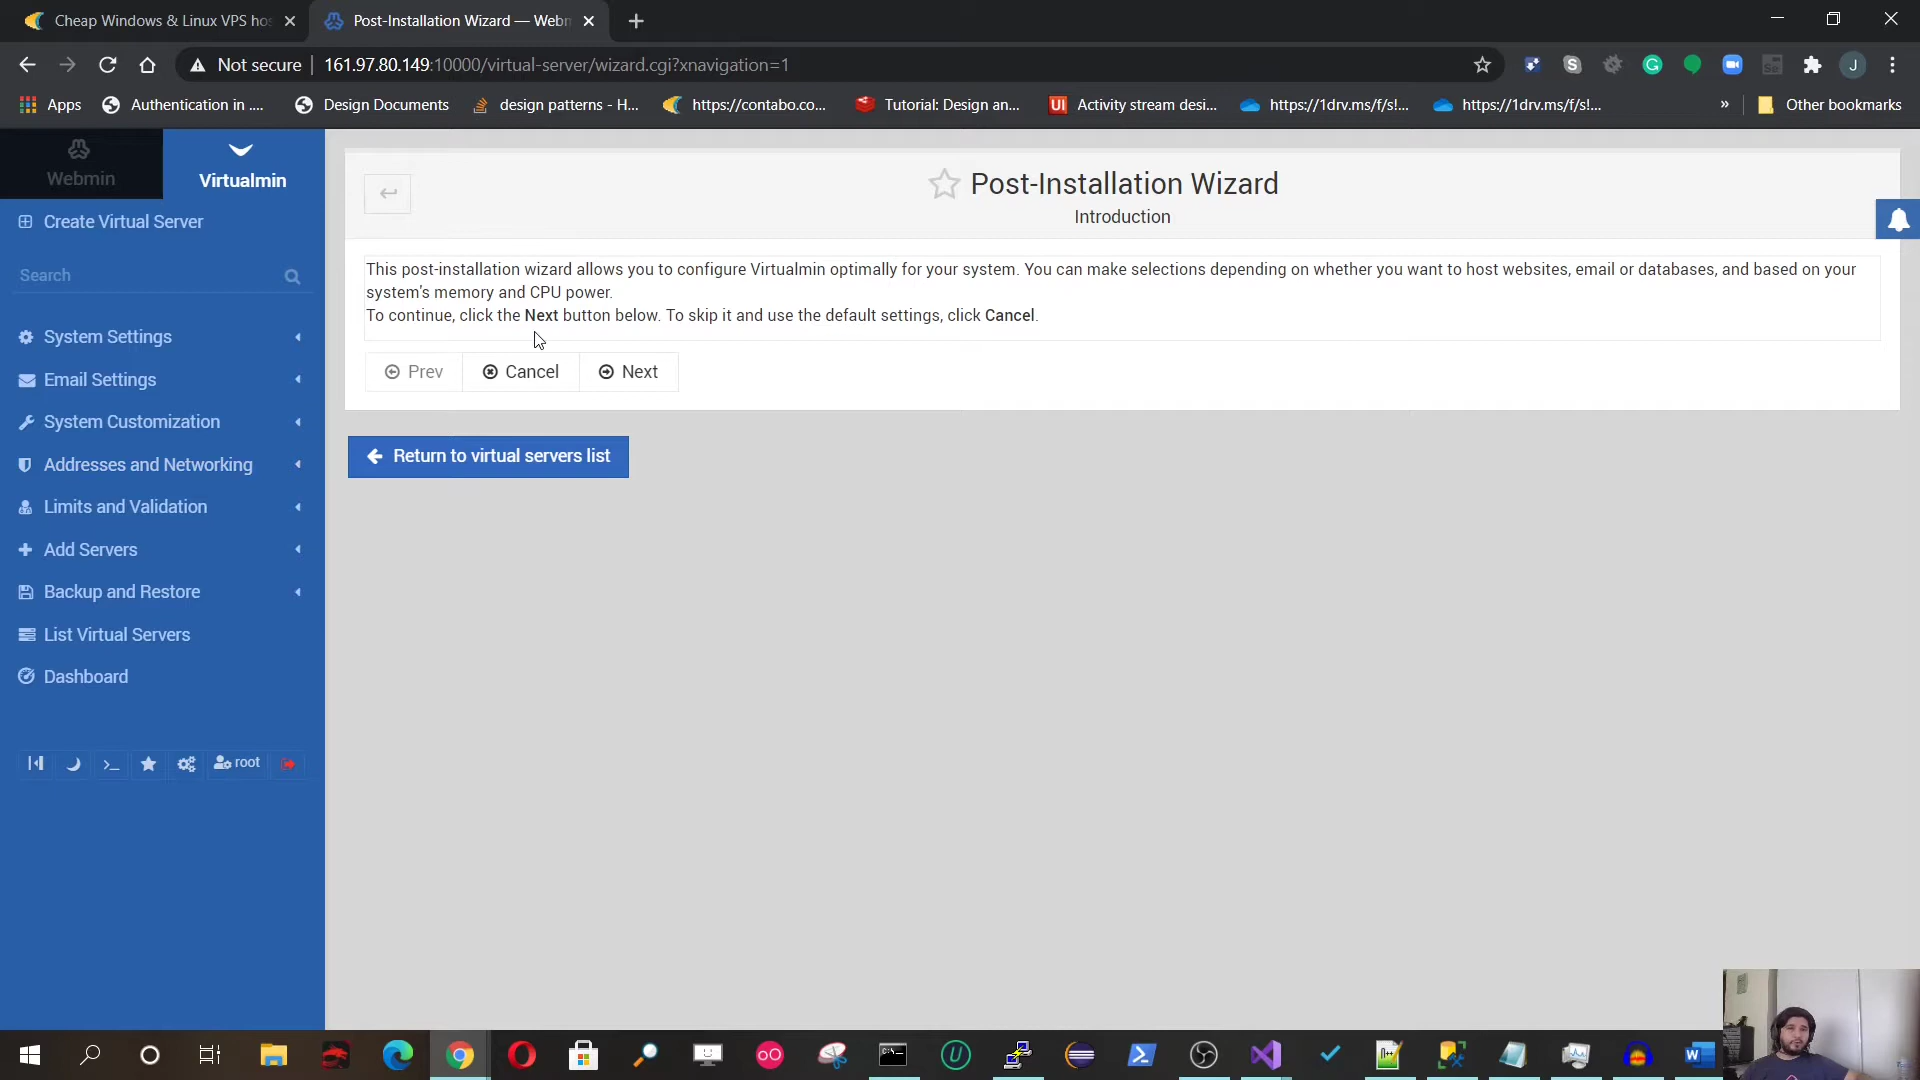 Cheap Windows & Linux VPS hos
Post-Installation Wizard — Webm
Not secure
161.97.80.149:10000/virtual-server/wizard.cgi?xnavigation=1
J
Apps
Authentication in ....
Design Documents
design patterns - H...
https://contabo.co...
Tutorial: Design an...
UI
Activity stream desi...
https://1drv.ms/f/s!...
https://1drv.ms/f/s!...
»
Other bookmarks
Webmin
Virtualmin
Create Virtual Server
Search
System Settings
Email Settings
System Customization
Addresses and Networking
Limits and Validation
Add Servers
Backup and Restore
List Virtual Servers
Dashboard
root
Post-Installation Wizard
Introduction
This post-installation wizard allows you to configure Virtualmin optimally for your system. You can make selections depending on whether you want to host websites, email or databases, and based on your
system's memory and CPU power.
To continue, click the Next button below. To skip it and use the default settings, click Cancel.
Prev
Cancel
Next
Return to virtual servers list